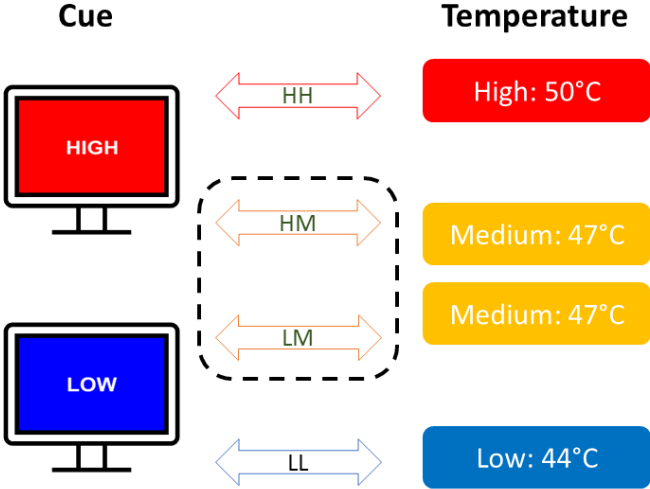 Cue Temperature
HH High: 50°C
HIGH
HM Medium: 47°C
LM Medium: 47°C
LOW
LL Low: 44°C